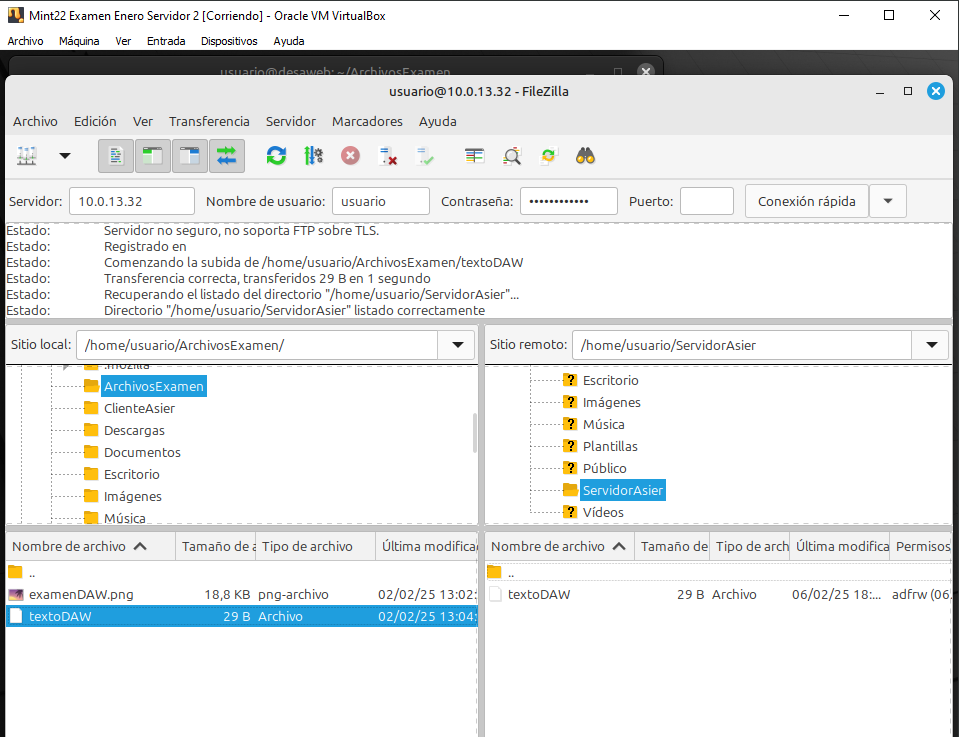 Mint22 Examen Enero Servidor 2 [Corriendo] - Oracle VM VirtualBox
Archivo Máquina Ver Entrada Dispositivos Ayuda
usuario@desaweb: ~/ArchivosExamen
usuario@10.0.13.32 - FileZilla
Archivo Edición Ver Transferencia Servidor Marcadores Ayuda
Servidor: 10.0.13.32 Nombre de usuario: usuario Contraseña: •••••••••••• Puerto: Conexión rápida
Estado: Servidor no seguro, no soporta FTP sobre TLS.
Estado: Registrado en
Estado: Comenzando la subida de /home/usuario/ArchivosExamen/textoDAW
Estado: Transferencia correcta, transferidos 29 B en 1 segundo
Estado: Recuperando el listado del directorio "/home/usuario/ServidorAsier"...
Estado: Directorio "/home/usuario/ServidorAsier" listado correctamente
Sitio local: /home/usuario/ArchivosExamen/
.mozilla
ArchivosExamen
ClienteAsier
Descargas
Documentos
Escritorio
Imágenes
Música
Sitio remoto: /home/usuario/ServidorAsier
Escritorio
Imágenes
Música
Plantillas
Público
ServidorAsier
Vídeos
Nombre de archivo Tamaño de a Tipo de archivo Última modifica
..
examenDAW.png 18,8 KB png-archivo 02/02/25 13:02:
textoDAW 29 B Archivo 02/02/25 13:04:
Nombre de archivo Tamaño de Tipo de arch Última modifica Permisos
..
textoDAW 29 B Archivo 06/02/25 18:... adfrw (06